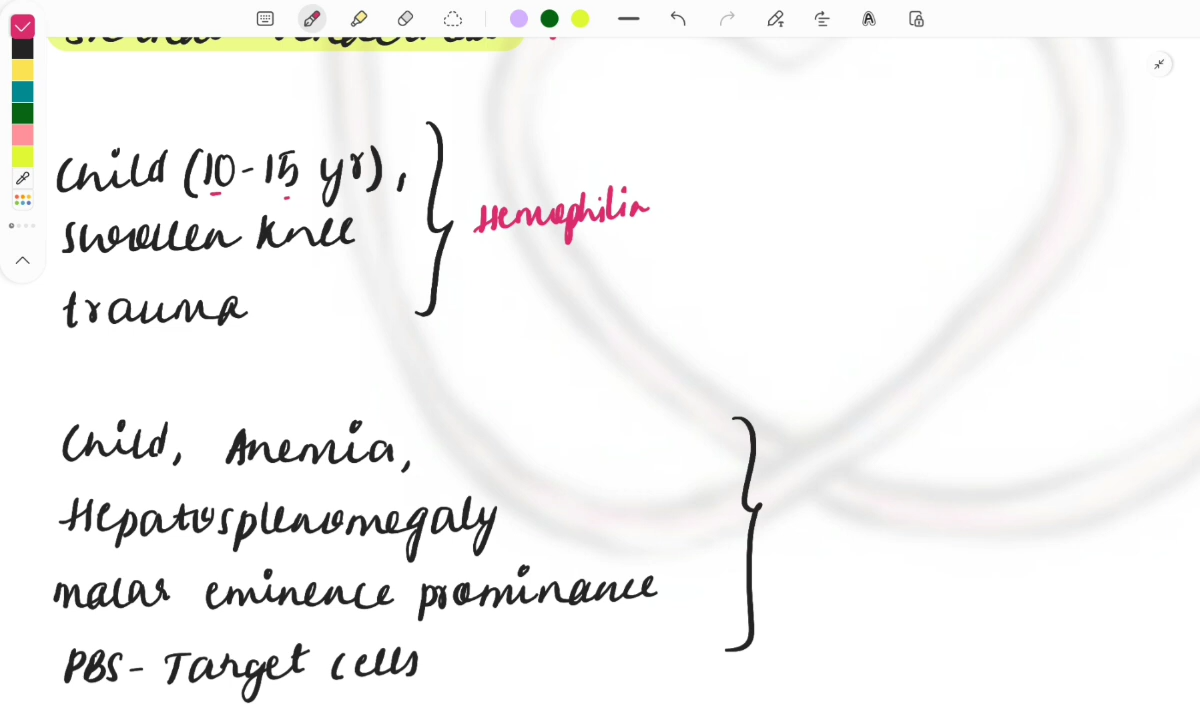 Child (10-15 yr),
swollen knee
trauma
Hemophilia
Child, Anemia,
Hepatosplenomegaly
malar eminence prominance
PBS - Target cells